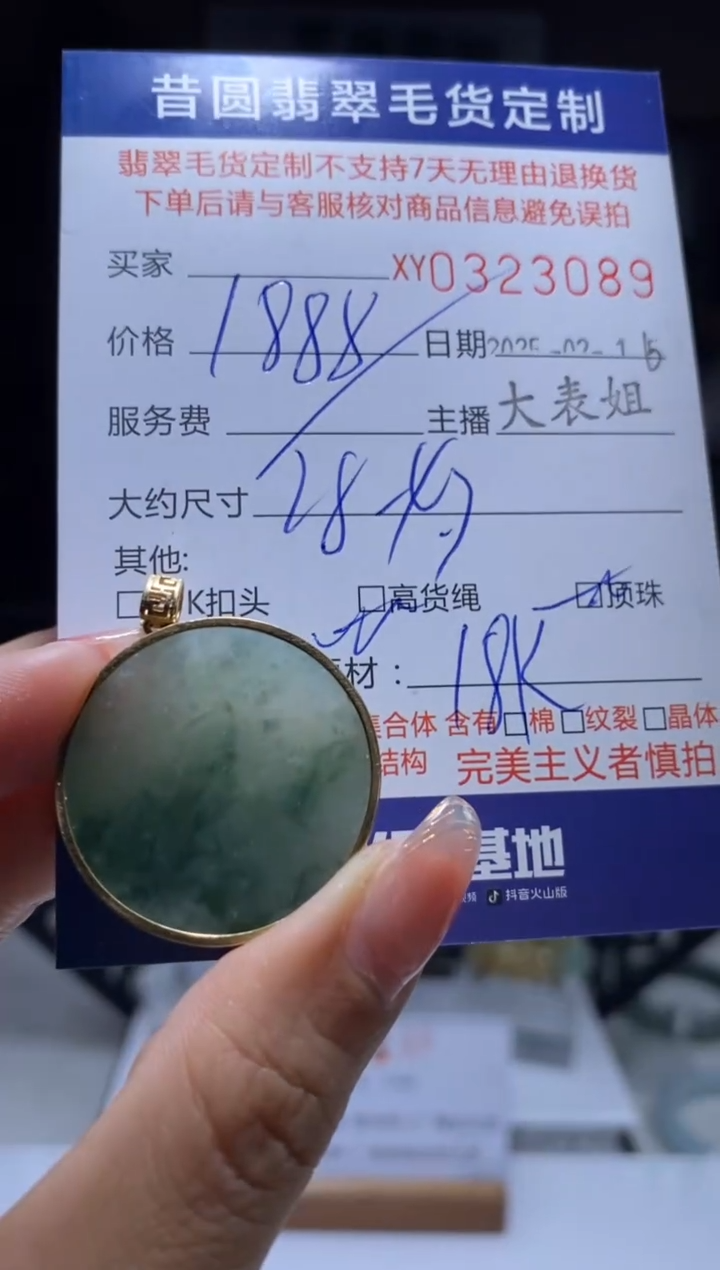 昔圆翡翠毛货定制
翡翠毛货定制不支持7天无理由退换货
下单后请与客服核对商品信息避免误拍
买家 XY0323089
价格 1888 日期 2025-02-16
服务费 主播 大表姐
大约尺寸 28
其他:
K扣头 高货绳 顶珠
材: 18K
集合体 含有 棉 纹裂 晶体
结构 完美主义者慎拍
基地
抖音火山版